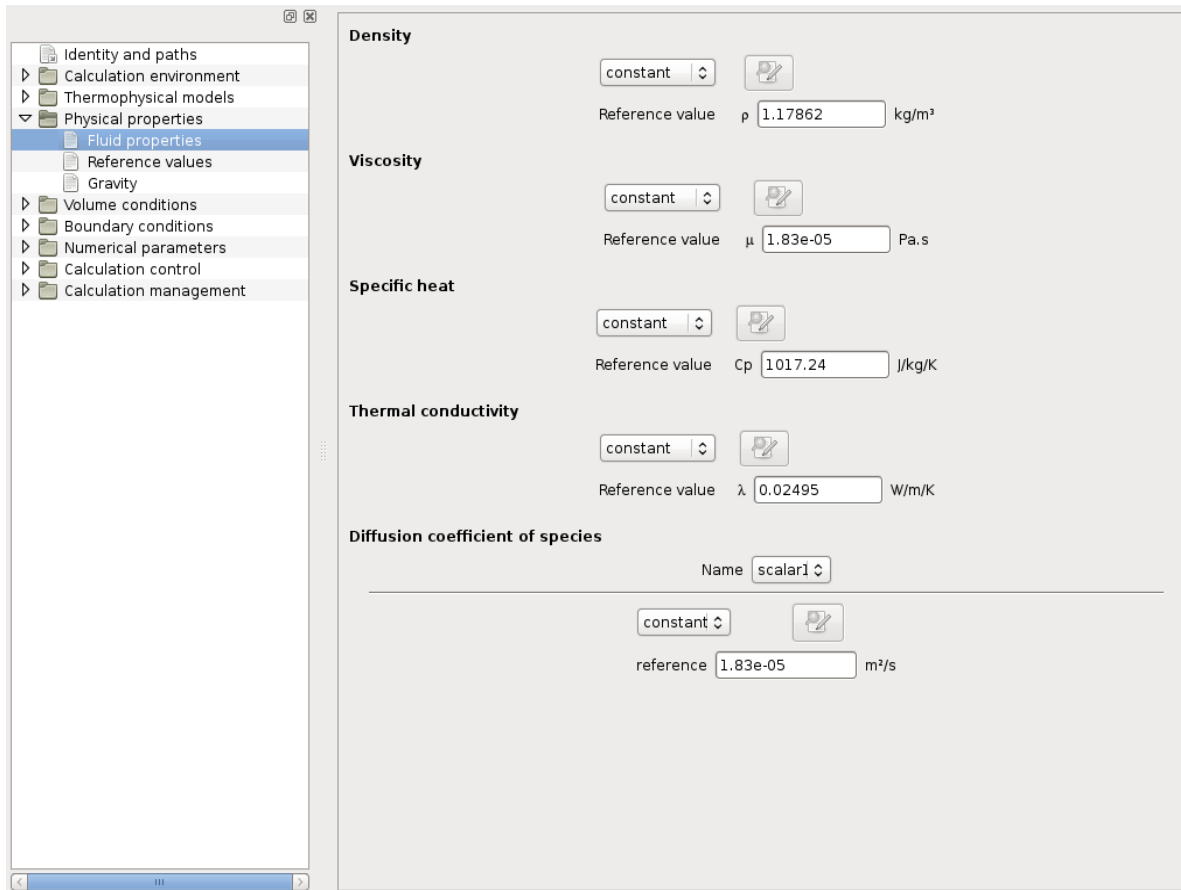 Identity and paths
Calculation environment
Thermophysical models
Physical properties
Fluid properties
Reference values
Gravity
Volume conditions
Boundary conditions
Numerical parameters
Calculation control
Calculation management
Density
constant
Reference value ρ 1.17862 kg/m³
Viscosity
constant
Reference value μ 1.83e-05 Pa.s
Specific heat
constant
Reference value Cp 1017.24 J/kg/K
Thermal conductivity
constant
Reference value λ 0.02495 W/m/K
Diffusion coefficient of species
Name scalar1
constant
reference 1.83e-05 m²/s